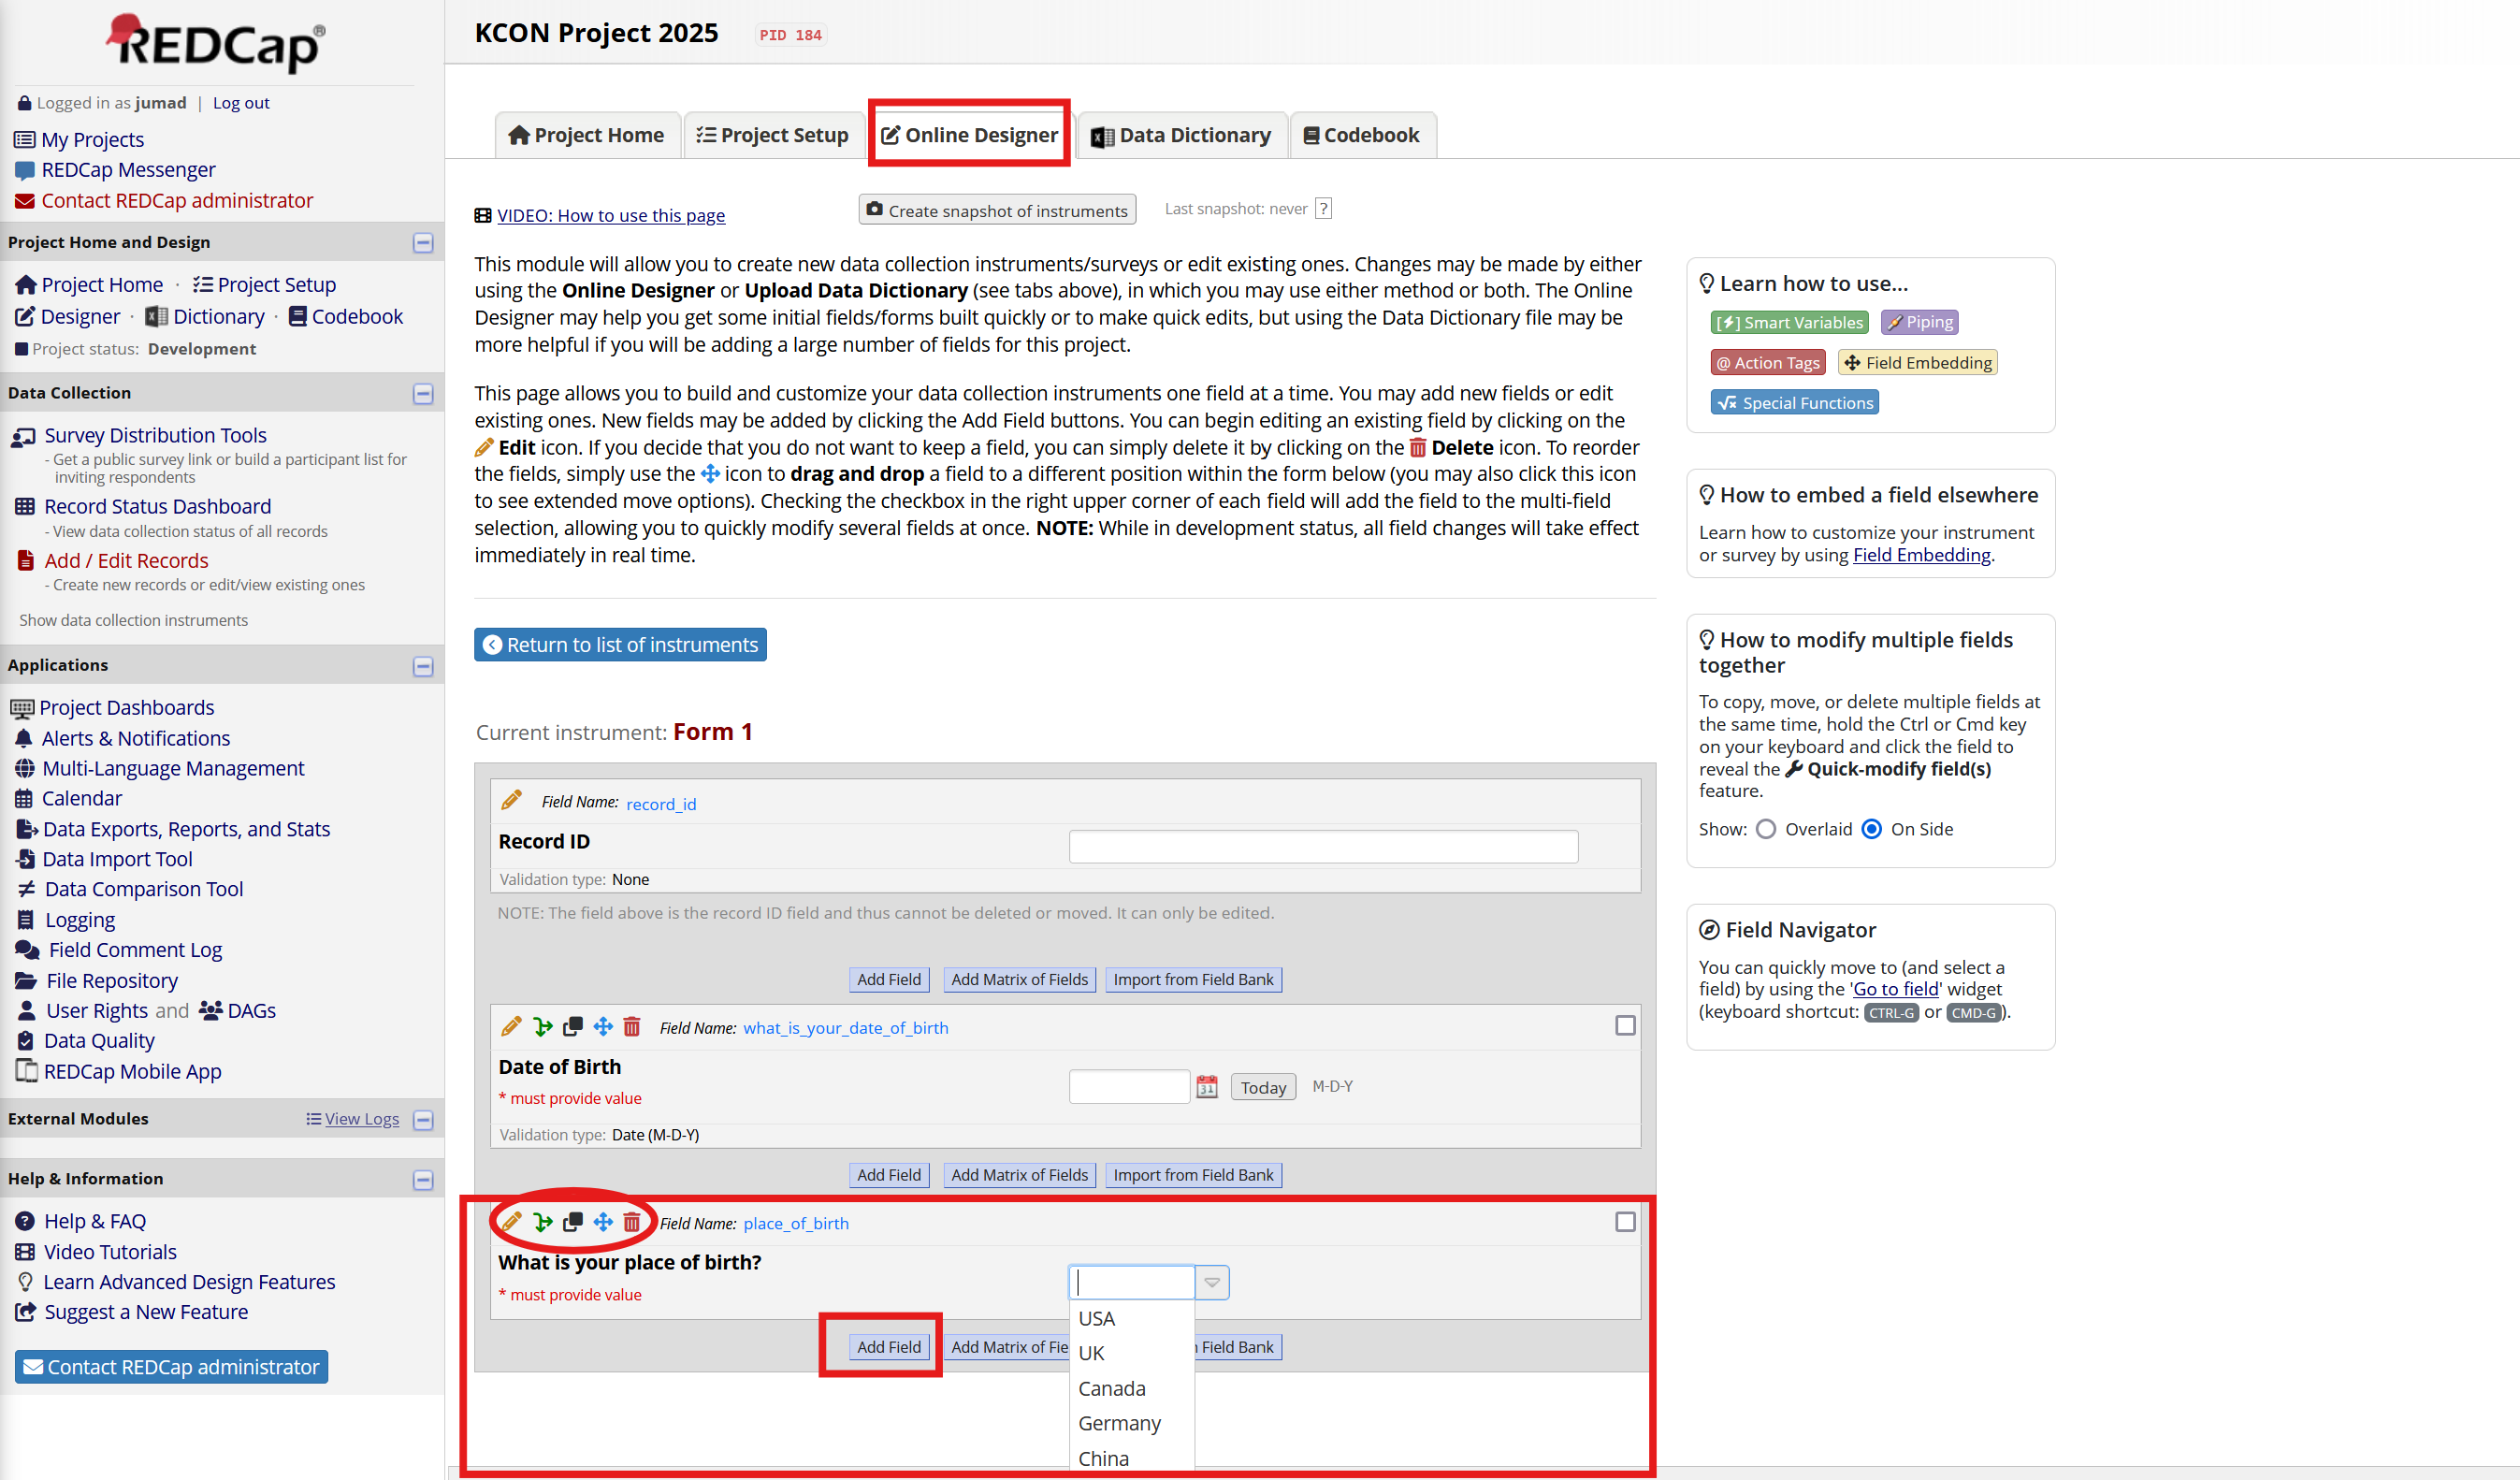 REDCap®
Logged in as jumad | Log out
My Projects
REDCap Messenger
Contact REDCap administrator
Project Home and Design
Project Home · Project Setup
Designer · Dictionary · Codebook
Project status: Development
Data Collection
Survey Distribution Tools
- Get a public survey link or build a participant list for
inviting respondents
Record Status Dashboard
- View data collection status of all records
Add / Edit Records
- Create new records or edit/view existing ones
Show data collection instruments
Applications
Project Dashboards
Alerts & Notifications
Multi-Language Management
Calendar
Data Exports, Reports, and Stats
Data Import Tool
Data Comparison Tool
Logging
Field Comment Log
File Repository
User Rights and DAGs
Data Quality
REDCap Mobile App
External Modules View Logs
Help & Information
Help & FAQ
Video Tutorials
Learn Advanced Design Features
Suggest a New Feature
Contact REDCap administrator
KCON Project 2025 PID 184
Project Home Project Setup Online Designer Data Dictionary Codebook
VIDEO: How to use this page Create snapshot of instruments Last snapshot: never ?
This module will allow you to create new data collection instruments/surveys or edit existing ones. Changes may be made by either
using the Online Designer or Upload Data Dictionary (see tabs above), in which you may use either method or both. The Online
Designer may help you get some initial fields/forms built quickly or to make quick edits, but using the Data Dictionary file may be
more helpful if you will be adding a large number of fields for this project.
This page allows you to build and customize your data collection instruments one field at a time. You may add new fields or edit
existing ones. New fields may be added by clicking the Add Field buttons. You can begin editing an existing field by clicking on the
Edit icon. If you decide that you do not want to keep a field, you can simply delete it by clicking on the Delete icon. To reorder
the fields, simply use the icon to drag and drop a field to a different position within the form below (you may also click this icon
to see extended move options). Checking the checkbox in the right upper corner of each field will add the field to the multi-field
selection, allowing you to quickly modify several fields at once. NOTE: While in development status, all field changes will take effect
immediately in real time.
Return to list of instruments
Current instrument: Form 1
Field Name: record_id
Record ID
Validation type: None
NOTE: The field above is the record ID field and thus cannot be deleted or moved. It can only be edited.
Add Field Add Matrix of Fields Import from Field Bank
Field Name: what_is_your_date_of_birth
Date of Birth
* must provide value
31 Today M-D-Y
Validation type: Date (M-D-Y)
Add Field Add Matrix of Fields Import from Field Bank
Field Name: place_of_birth
What is your place of birth?
* must provide value
USA
UK
Canada
Germany
China
Add Field Add Matrix of Fie Field Bank
Learn how to use...
[⚡] Smart Variables Piping
@ Action Tags Field Embedding
√x Special Functions
How to embed a field elsewhere
Learn how to customize your instrument
or survey by using Field Embedding.
How to modify multiple fields
together
To copy, move, or delete multiple fields at
the same time, hold the Ctrl or Cmd key
on your keyboard and click the field to
reveal the Quick-modify field(s)
feature.
Show: Overlaid On Side
Field Navigator
You can quickly move to (and select a
field) by using the 'Go to field' widget
(keyboard shortcut: CTRL-G or CMD-G).